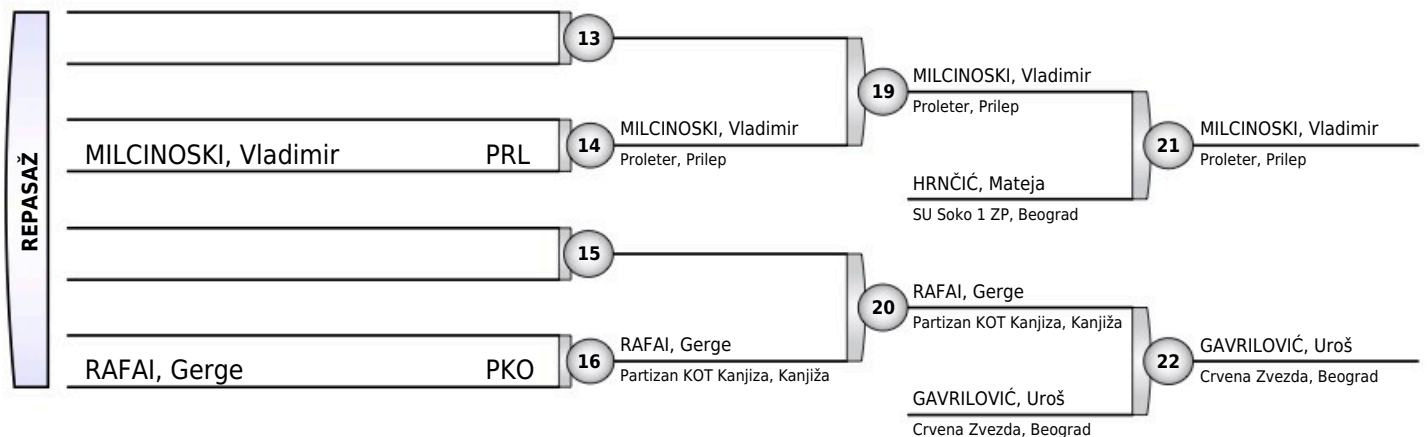 REPASAŽ
13
19
MILCINOSKI, Vladimir
Proleter, Prilep
MILCINOSKI, Vladimir PRL
14
MILCINOSKI, Vladimir
Proleter, Prilep
21
MILCINOSKI, Vladimir
Proleter, Prilep
HRNČIĆ, Mateja
SU Soko 1 ZP, Beograd
15
20
RAFAI, Gerge
Partizan KOT Kanjiza, Kanjiža
RAFAI, Gerge PKO
16
RAFAI, Gerge
Partizan KOT Kanjiza, Kanjiža
22
GAVRILOVIĆ, Uroš
Crvena Zvezda, Beograd
GAVRILOVIĆ, Uroš
Crvena Zvezda, Beograd